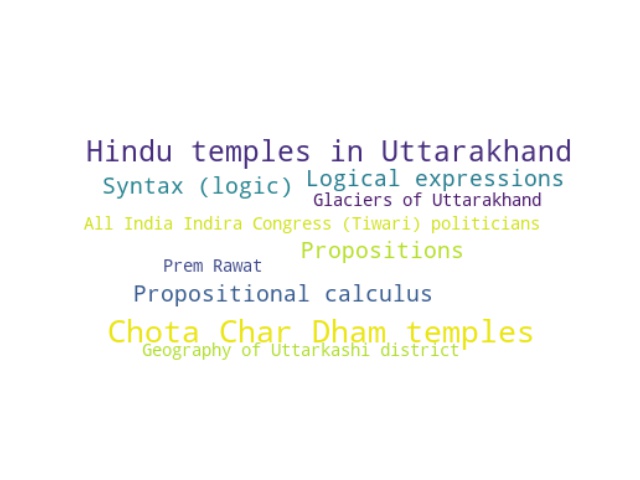 Hindu temples in Uttarakhand
Syntax (logic) Logical expressions
Glaciers of Uttarakhand
All India Indira Congress (Tiwari) politicians
Propositions
Prem Rawat
Propositional calculus
Chota Char Dham temples
Geography of Uttarkashi district